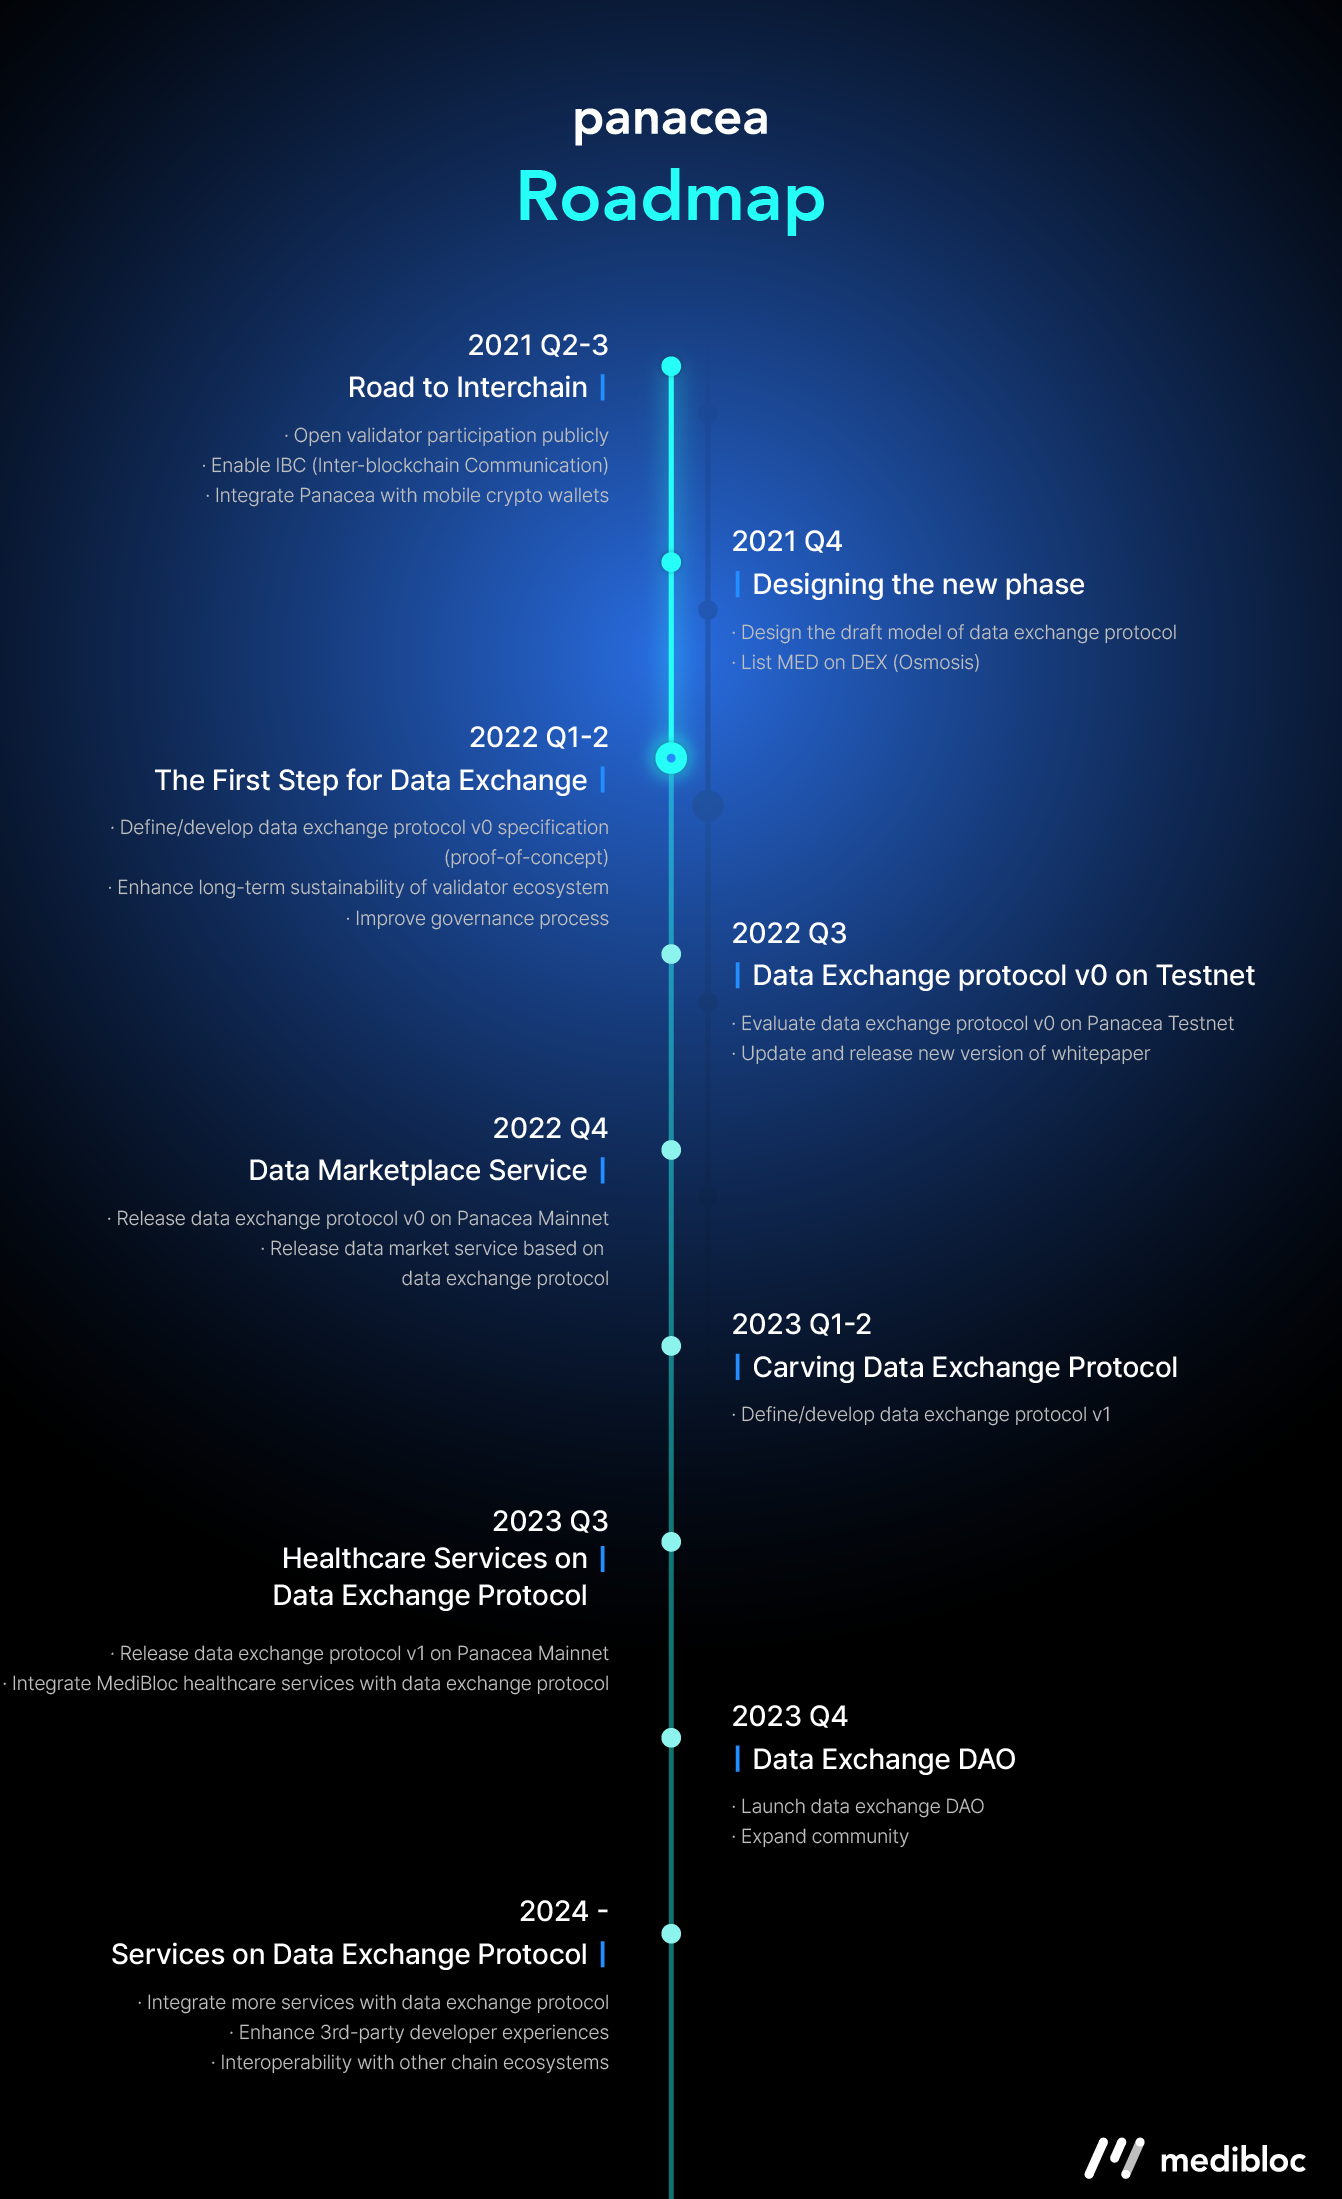 panacea
Roadmap
2021 Q2-3
Road to Interchain
· Open validator participation publicly
· Enable IBC (Inter-blockchain Communication)
· Integrate Panacea with mobile crypto wallets
2021 Q4
Designing the new phase
· Design the draft model of data exchange protocol
· List MED on DEX (Osmosis)
2022 Q1-2
The First Step for Data Exchange
· Define/develop data exchange protocol v0 specification
(proof-of-concept)
· Enhance long-term sustainability of validator ecosystem
· Improve governance process
2022 Q3
Data Exchange protocol v0 on Testnet
· Evaluate data exchange protocol v0 on Panacea Testnet
· Update and release new version of whitepaper
2022 Q4
Data Marketplace Service
· Release data exchange protocol v0 on Panacea Mainnet
· Release data market service based on
data exchange protocol
2023 Q1-2
Carving Data Exchange Protocol
· Define/develop data exchange protocol v1
2023 Q3
Healthcare Services on
Data Exchange Protocol
· Release data exchange protocol v1 on Panacea Mainnet
· Integrate MediBloc healthcare services with data exchange protocol
2023 Q4
Data Exchange DAO
· Launch data exchange DAO
· Expand community
2024 -
Services on Data Exchange Protocol
· Integrate more services with data exchange protocol
· Enhance 3rd-party developer experiences
· Interoperability with other chain ecosystems
medibloc